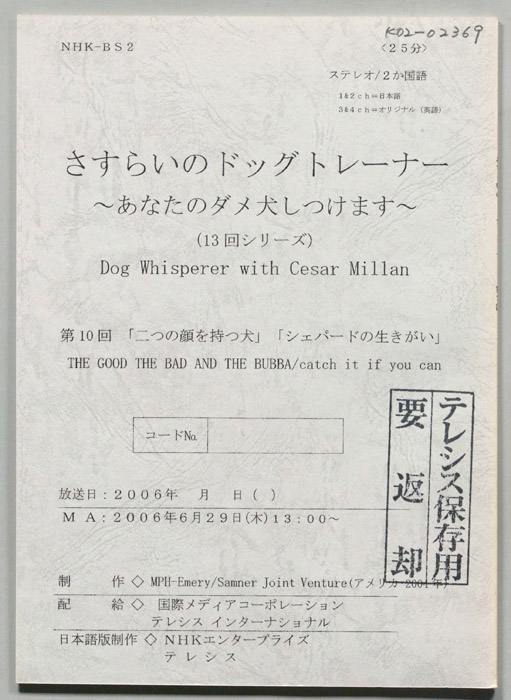 K02-02369
NHK-BS2
〈25分〉
ステレオ/2か国語
1&2ch=日本語
3&4ch=オリジナル(英語)
さすらいのドッグトレーナー
～あなたのダメ犬しつけます～
(13回シリーズ)
Dog Whisperer with Cesar Millan
第10回 「二つの顔を持つ犬」「シェパードの生きがい」
THE GOOD THE BAD AND THE BUBBA/catch it if you can
コードNo.
テレシス保存用
要返却
放送日：2006年 月 日( )
MA：2006年6月29日(木)13:00～
制 作◇ MPH-Emery/Samner Joint Venture(アメリカ 2004年)
配 給◇ 国際メディアコーポレーション
テレシス インターナショナル
日本語版制作◇ NHKエンタープライズ
テレシス